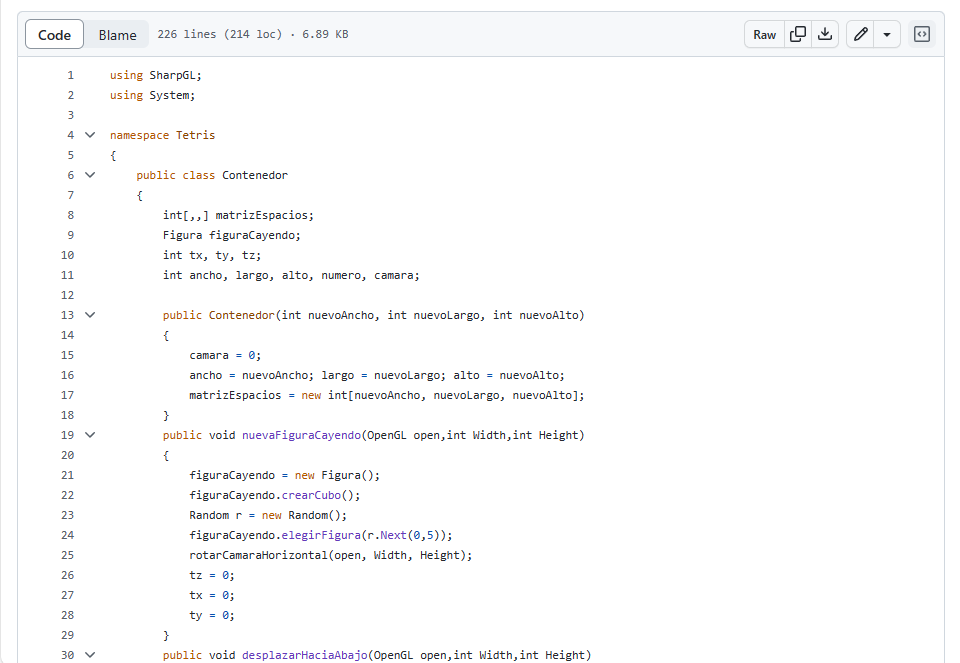 Code Blame 226 lines (214 loc) · 6.89 KB Raw
1 using SharpGL;
2 using System;
3
4 namespace Tetris
5 {
6 public class Contenedor
7 {
8 int[,,] matrizEspacios;
9 Figura figuraCayendo;
10 int tx, ty, tz;
11 int ancho, largo, alto, numero, camara;
12
13 public Contenedor(int nuevoAncho, int nuevoLargo, int nuevoAlto)
14 {
15 camara = 0;
16 ancho = nuevoAncho; largo = nuevoLargo; alto = nuevoAlto;
17 matrizEspacios = new int[nuevoAncho, nuevoLargo, nuevoAlto];
18 }
19 public void nuevaFiguraCayendo(OpenGL open,int Width,int Height)
20 {
21 figuraCayendo = new Figura();
22 figuraCayendo.crearCubo();
23 Random r = new Random();
24 figuraCayendo.elegirFigura(r.Next(0,5));
25 rotarCamaraHorizontal(open, Width, Height);
26 tz = 0;
27 tx = 0;
28 ty = 0;
29 }
30 public void desplazarHaciaAbajo(OpenGL open,int Width,int Height)